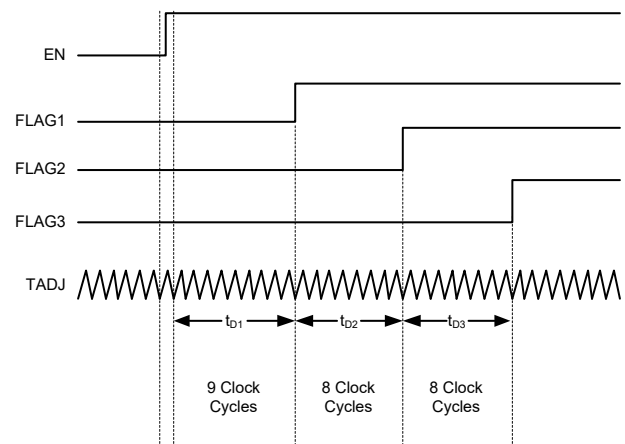 EN
FLAG1
FLAG2
FLAG3
TADJ
tD1 tD2 tD3
9 Clock 8 Clock 8 Clock
Cycles Cycles Cycles